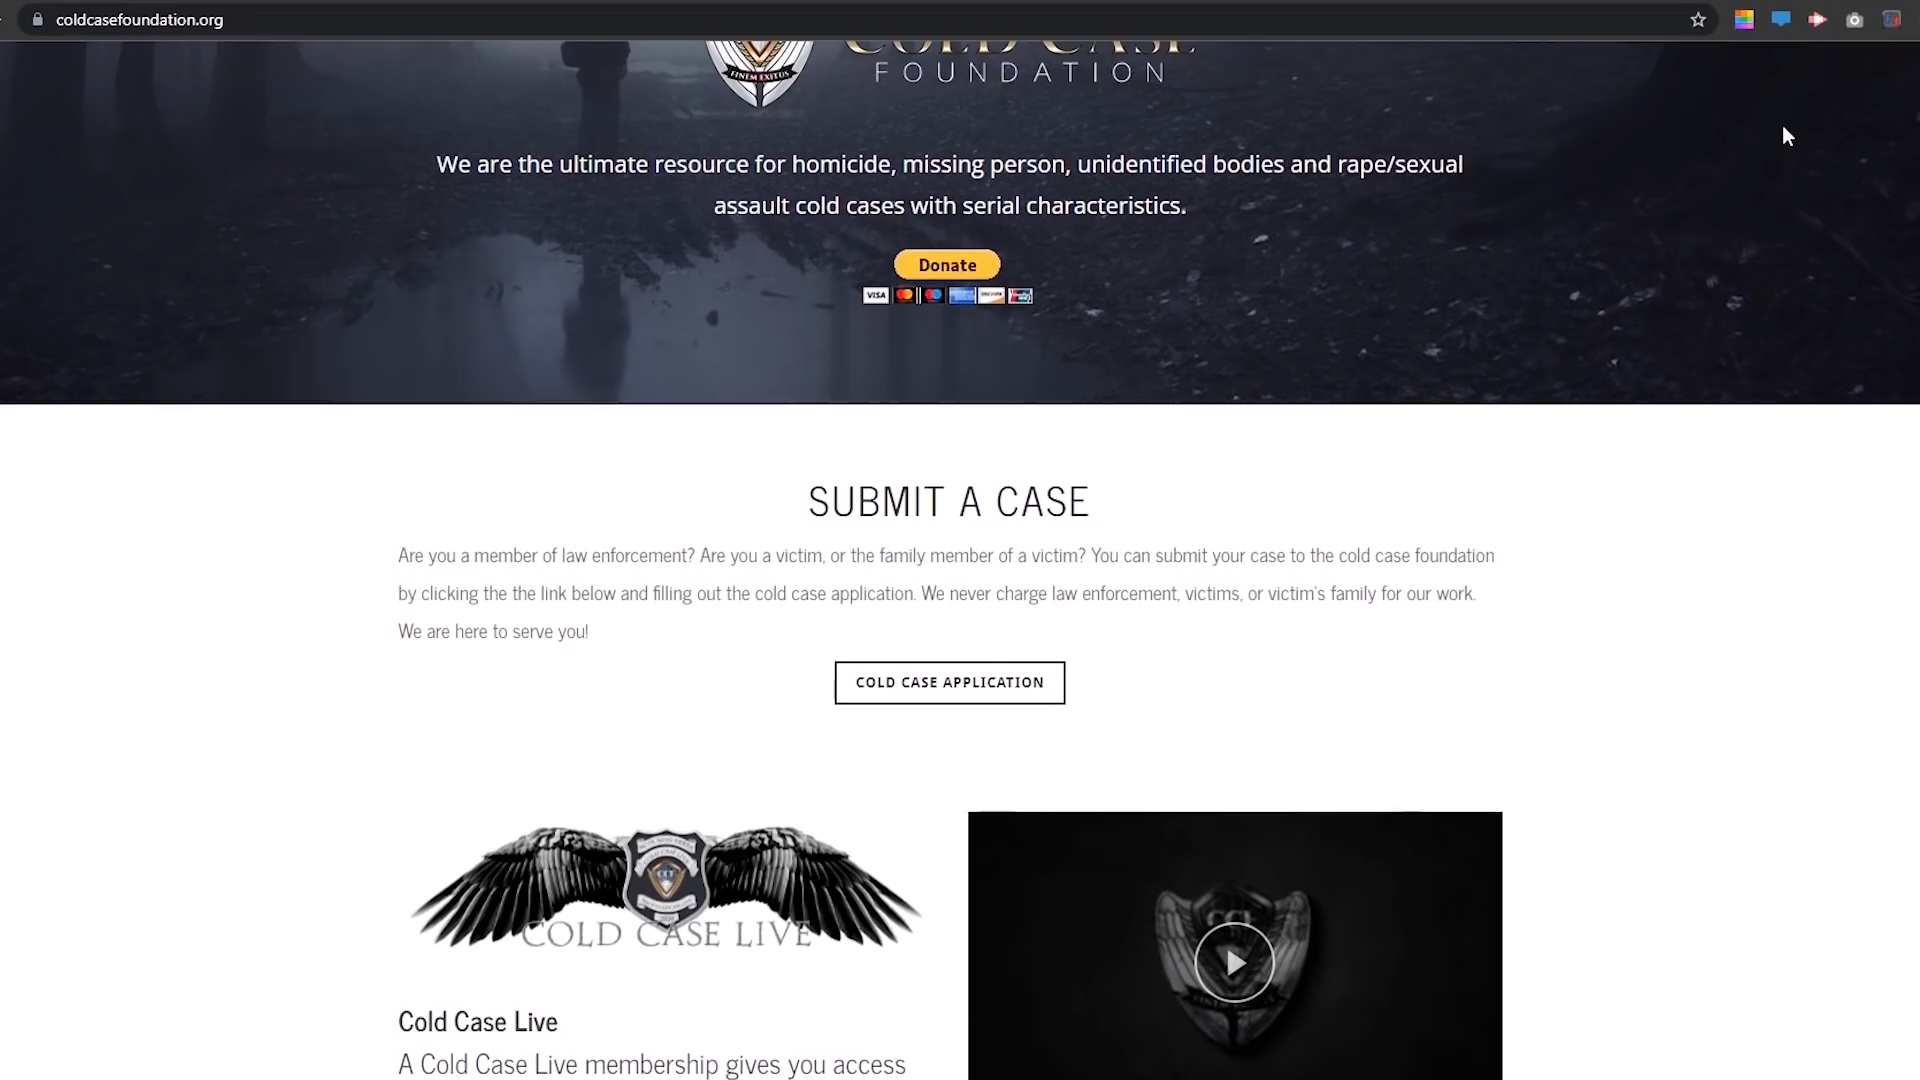 coldcasefoundation.org
COLD CASE
FINEM EXITUS
FOUNDATION
We are the ultimate resource for homicide, missing person, unidentified bodies and rape/sexual
assault cold cases with serial characteristics.
Donate
VISA
SUBMIT A CASE
Are you a member of law enforcement? Are you a victim, or the family member of a victim? You can submit your case to the cold case foundation
by clicking the the link below and filling out the cold case application. We never charge law enforcement, victims, or victim's family for our work.
We are here to serve you!
COLD CASE APPLICATION
COLD CASE LIVE
Cold Case Live
A Cold Case Live membership gives you access